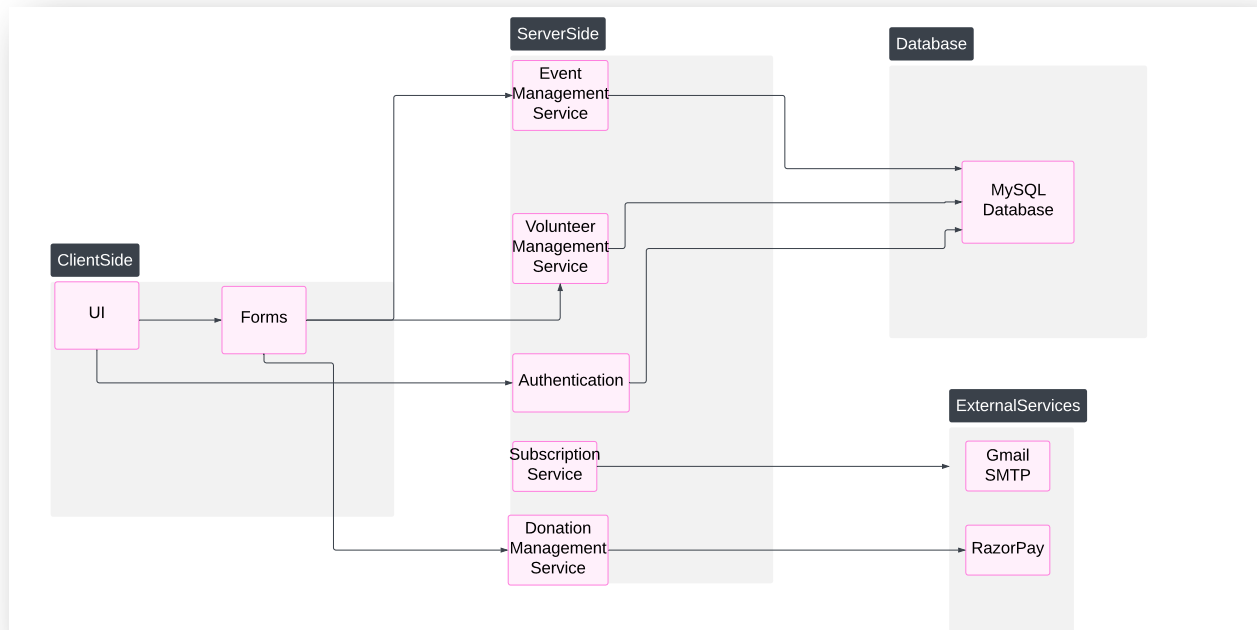 ServerSide
Database
Event
Management
Service
MySQL
Database
Volunteer
Management
Service
ClientSide
UI
Forms
Authentication
ExternalServices
Subscription
Service
Gmail
SMTP
Donation
Management
Service
RazorPay